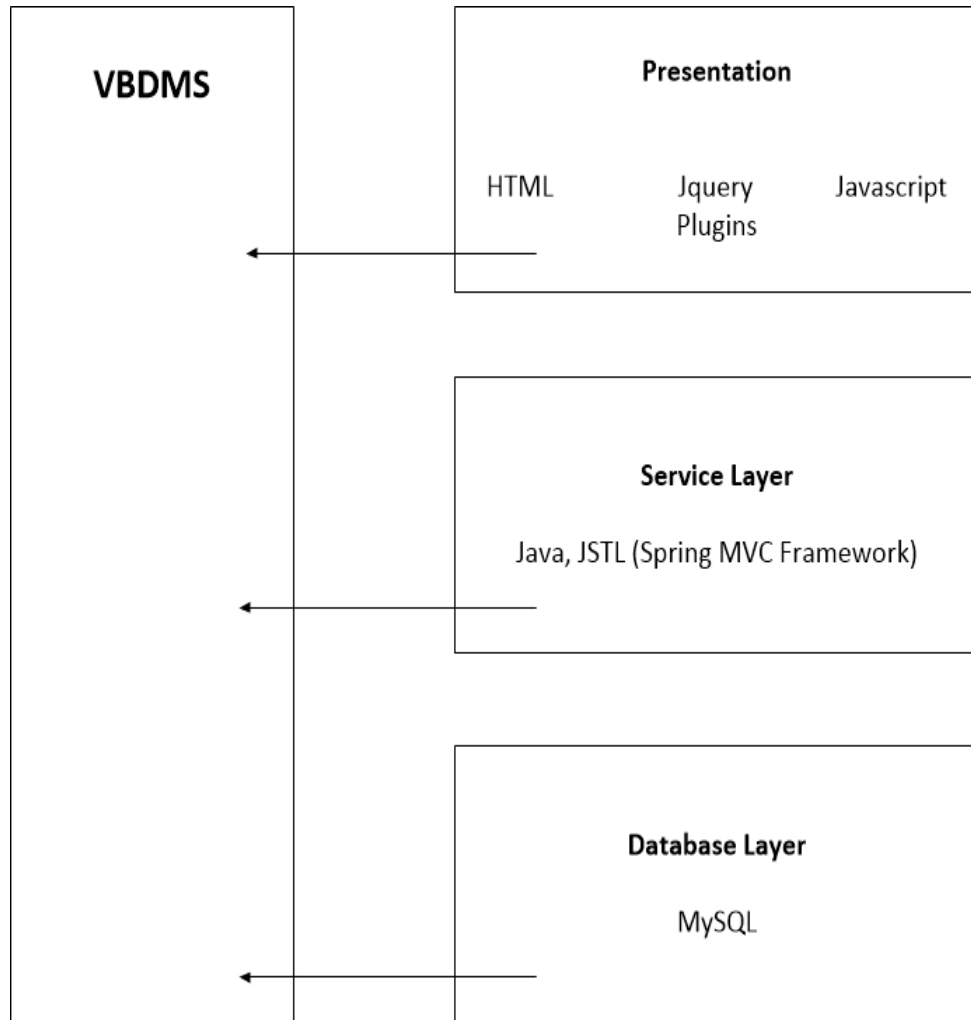 VBDMS
Presentation
HTML
Jquery
Plugins
Javascript
Service Layer
Java, JSTL (Spring MVC Framework)
Database Layer
MySQL